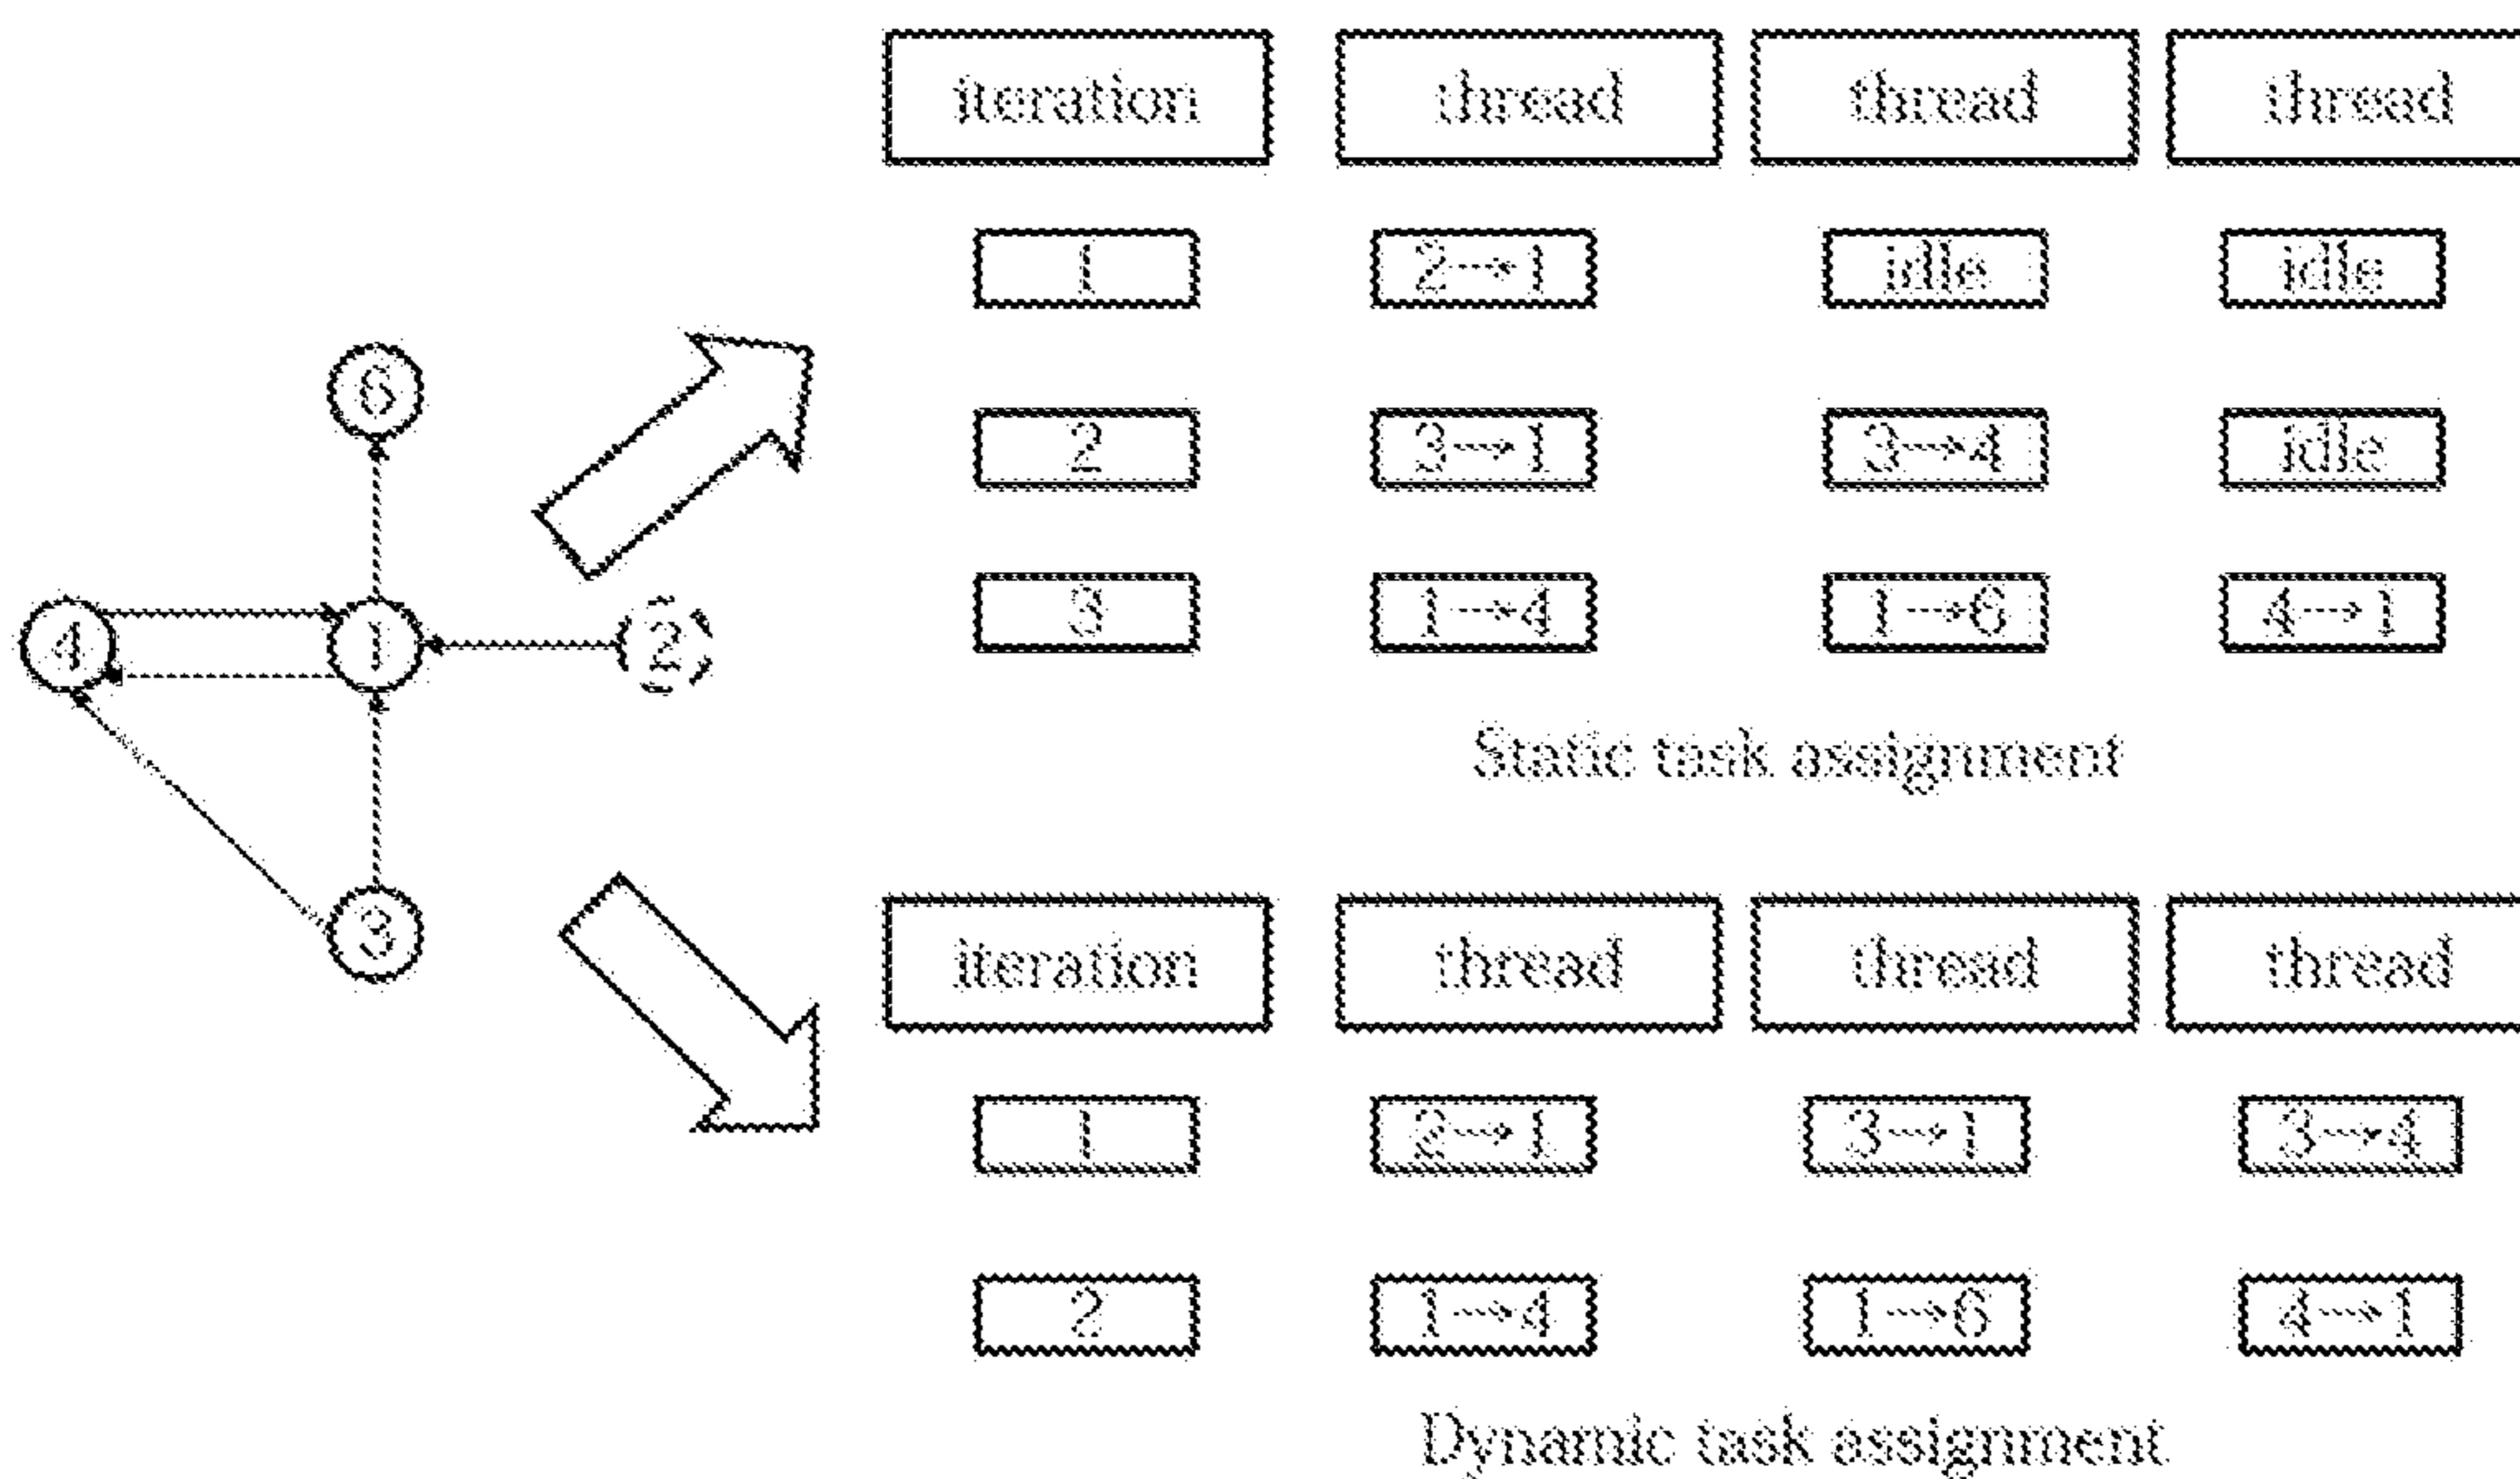 iteration thread thread thread
1 2→1 idle idle
6
2 3→1 3→4 idle
3 1→4 1→6 4→1
4 1 2
Static task assignment
3
iteration thread thread thread
1 2→1 3→1 3→4
2 1→4 1→6 4→1
Dynamic task assignment